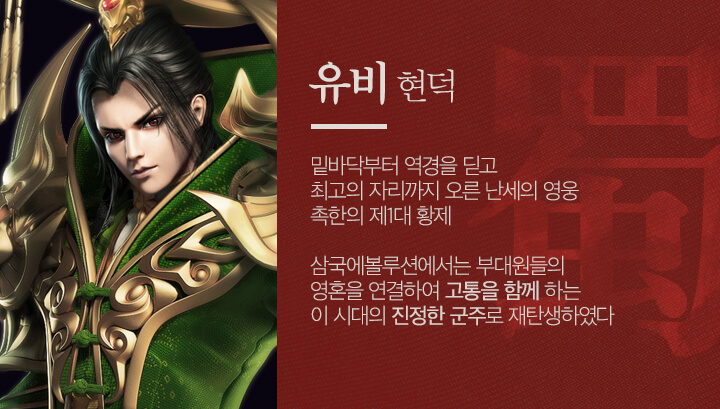 유비 현덕
밑바닥부터 역경을 딛고
최고의 자리까지 오른 난세의 영웅
촉한의 제1대 황제
삼국에볼루션에서는 부대원들의
영혼을 연결하여 고통을 함께 하는
이 시대의 진정한 군주로 재탄생하였다
蜀